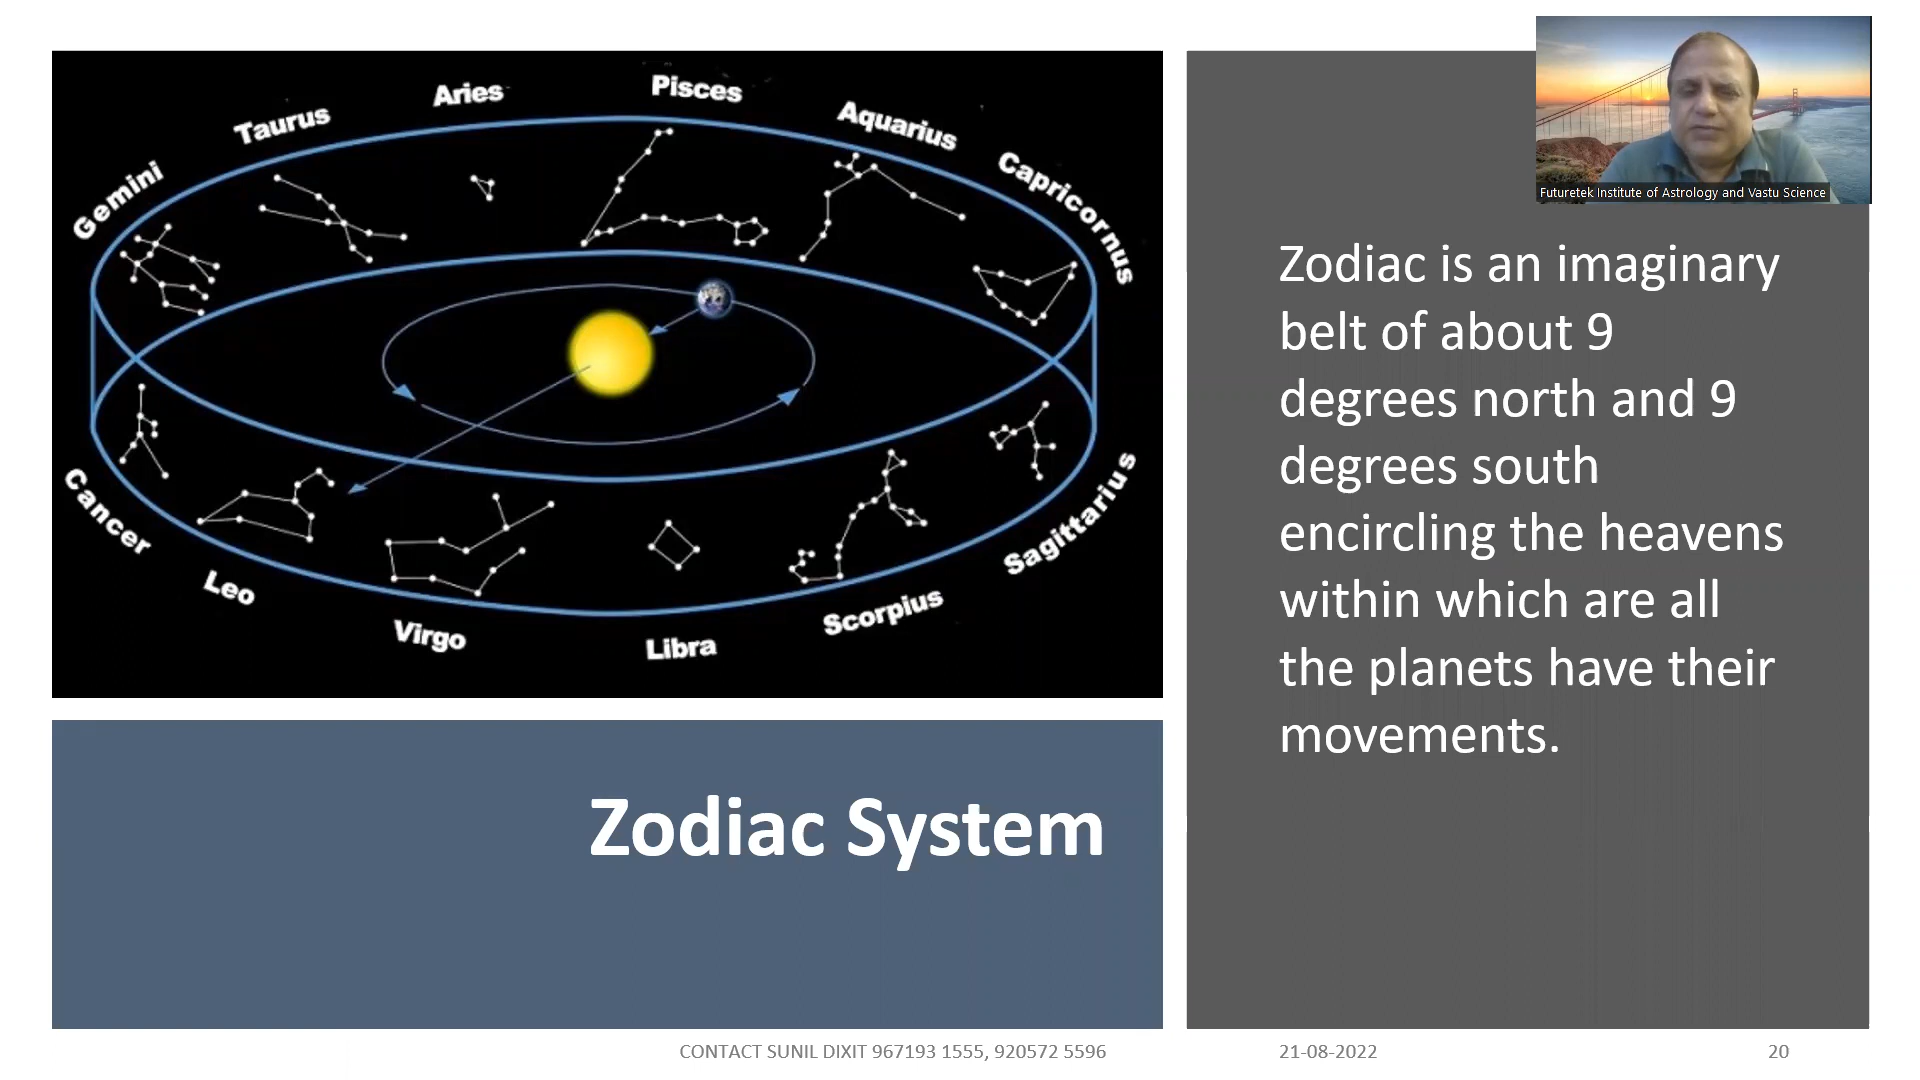 Pisces
Aries
Taurus
Aquarius
Gemini
Capricornus
Cancer
Sagittarius
Leo
Scorpius
Virgo
Libra
Zodiac System
Futuretek Institute of Astrology and Vastu Science
Zodiac is an imaginary
belt of about 9
degrees north and 9
degrees south
encircling the heavens
within which are all
the planets have their
movements.
CONTACT SUNIL DIXIT 967193 1555, 920572 5596
21-08-2022
20